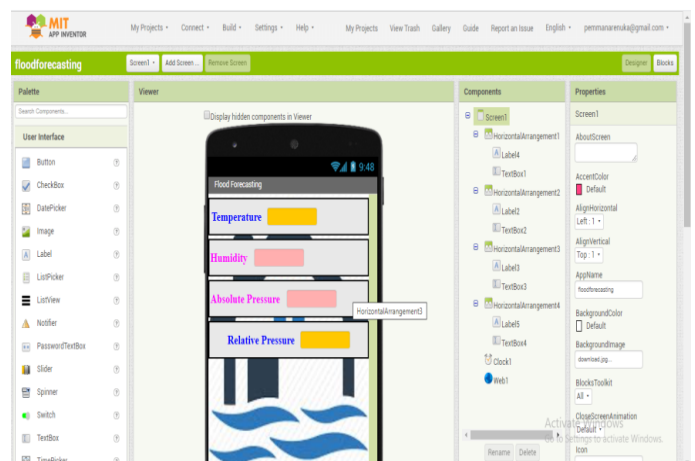 MIT
APP INVENTOR
My Projects Connect Build Settings Help My Projects View Trash Gallery Guide Report an Issue English pemmanarenuka@gmail.com
floodforecasting Screen1 Add Screen... Remove Screen Designer Blocks
Palette
Search Components...
User Interface
Button
CheckBox
DatePicker
Image
Label
ListPicker
ListView
Notifier
PasswordTextBox
Slider
Spinner
Switch
TextBox
TimePicker
Viewer
Display hidden components in Viewer
9:48
Flood Forecasting
Temperature
Humidity
Absolute Pressure
HorizontalArrangement3
Relative Pressure
Components
Screen1
HorizontalArrangement1
Label4
TextBox1
HorizontalArrangement2
Label2
TextBox2
HorizontalArrangement3
Label3
TextBox3
HorizontalArrangement4
Label5
TextBox4
Clock1
Web1
Rename Delete
Properties
Screen1
AboutScreen
AccentColor
Default
AlignHorizontal
Left : 1
AlignVertical
Top : 1
AppName
floodforecasting
BackgroundColor
Default
BackgroundImage
download.jpg...
BlocksToolkit
All
CloseScreenAnimation
Default
Icon
Activate Windows
Go to Settings to activate Windows.